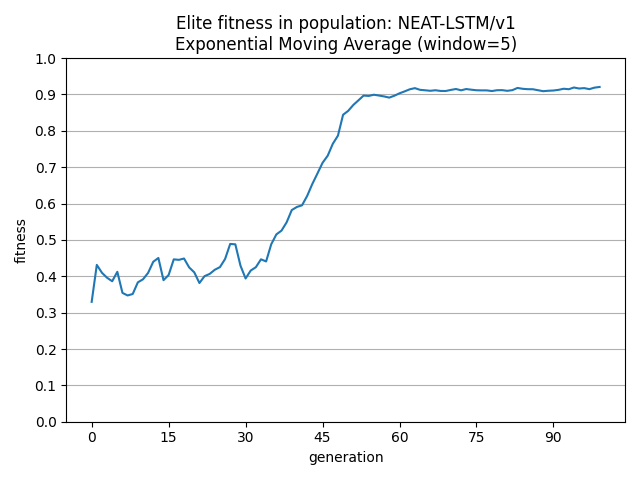 Elite fitness in population: NEAT-LSTM/v1
Exponential Moving Average (window=5)
1.0
0.9
0.8
0.7
0.6
0.5
0.4
0.3
0.2
0.1
0.0
fitness
0 15 30 45 60 75 90
generation